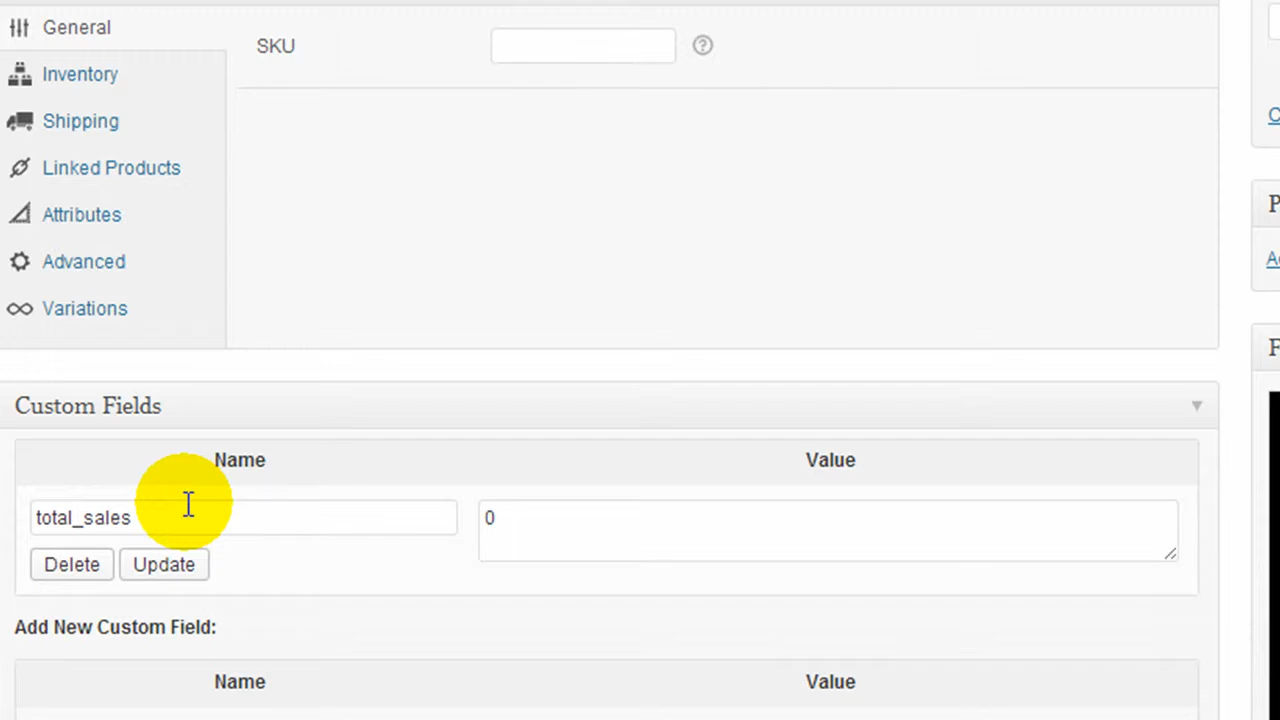 General
SKU
Inventory
Shipping
Linked Products
Attributes
Advanced
Variations
Custom Fields
Name Value
total_sales 0
Delete Update
Add New Custom Field:
Name Value